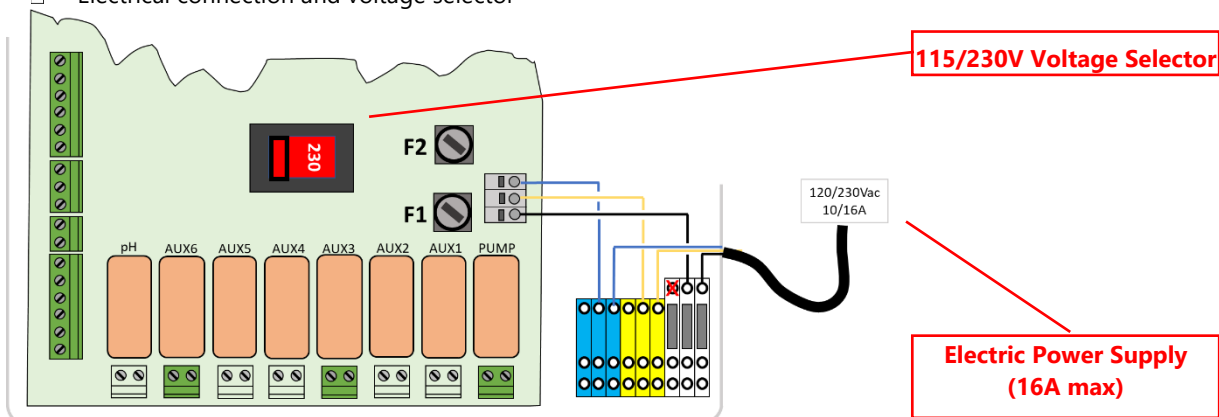 Electrical connection and voltage selector
115/230V Voltage Selector
230
F2
F1
120/230Vac
10/16A
pH AUX6 AUX5 AUX4 AUX3 AUX2 AUX1 PUMP
Electric Power Supply
(16A max)